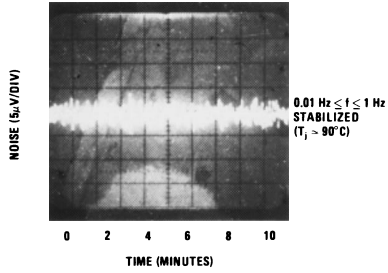 NOISE (5µV/DIV)
0.01 Hz ≤ f ≤ 1 Hz
STABILIZED
(Tj ≃ 90°C)
0 2 4 6 8 10
TIME (MINUTES)